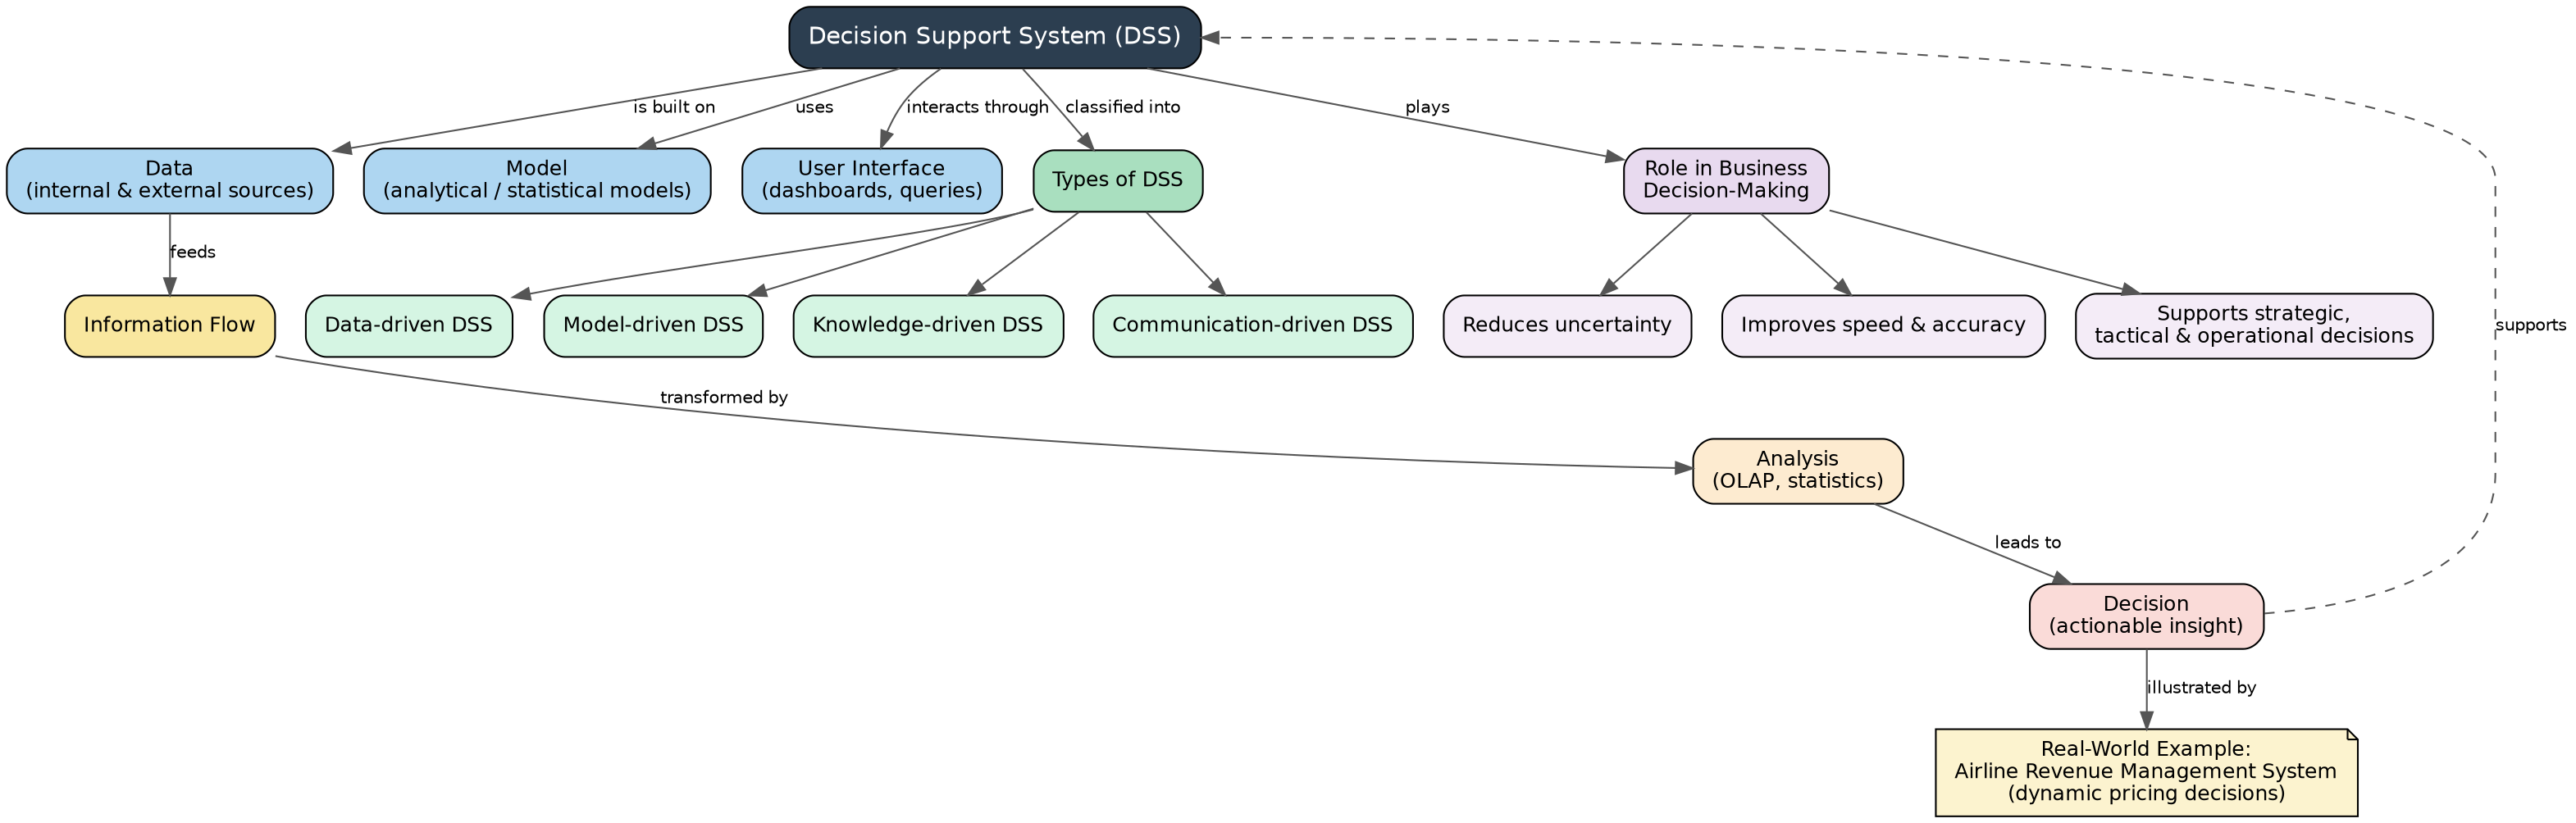 Decision Support System (DSS)
is built on
uses
interacts through
classified into
plays
Data
(internal & external sources)
Model
(analytical / statistical models)
User Interface
(dashboards, queries)
Types of DSS
Role in Business
Decision-Making
feeds
Information Flow
Data-driven DSS
Model-driven DSS
Knowledge-driven DSS
Communication-driven DSS
Reduces uncertainty
Improves speed & accuracy
Supports strategic,
tactical & operational decisions
supports
transformed by
Analysis
(OLAP, statistics)
leads to
Decision
(actionable insight)
illustrated by
Real-World Example:
Airline Revenue Management System
(dynamic pricing decisions)